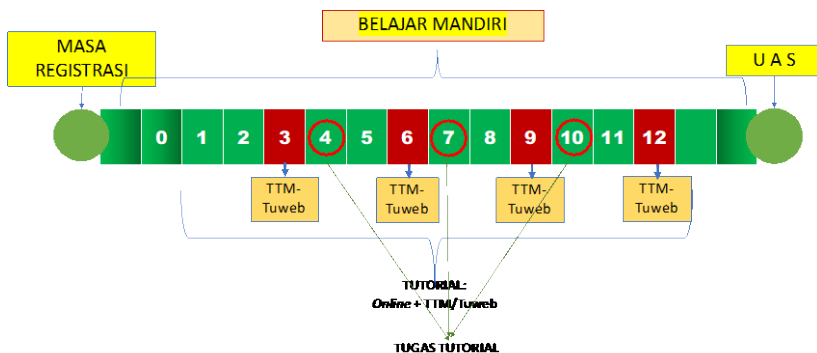 BELAJAR MANDIRI
MASA
REGISTRASI
U A S
0 1 2 3 4 5 6 7 8 9 10 11 12
TTM-
Tuweb
TTM-
Tuweb
TTM-
Tuweb
TTM-
Tuweb
TUTORIAL:
Online + TTM/Tuweb
TUGAS TUTORIAL